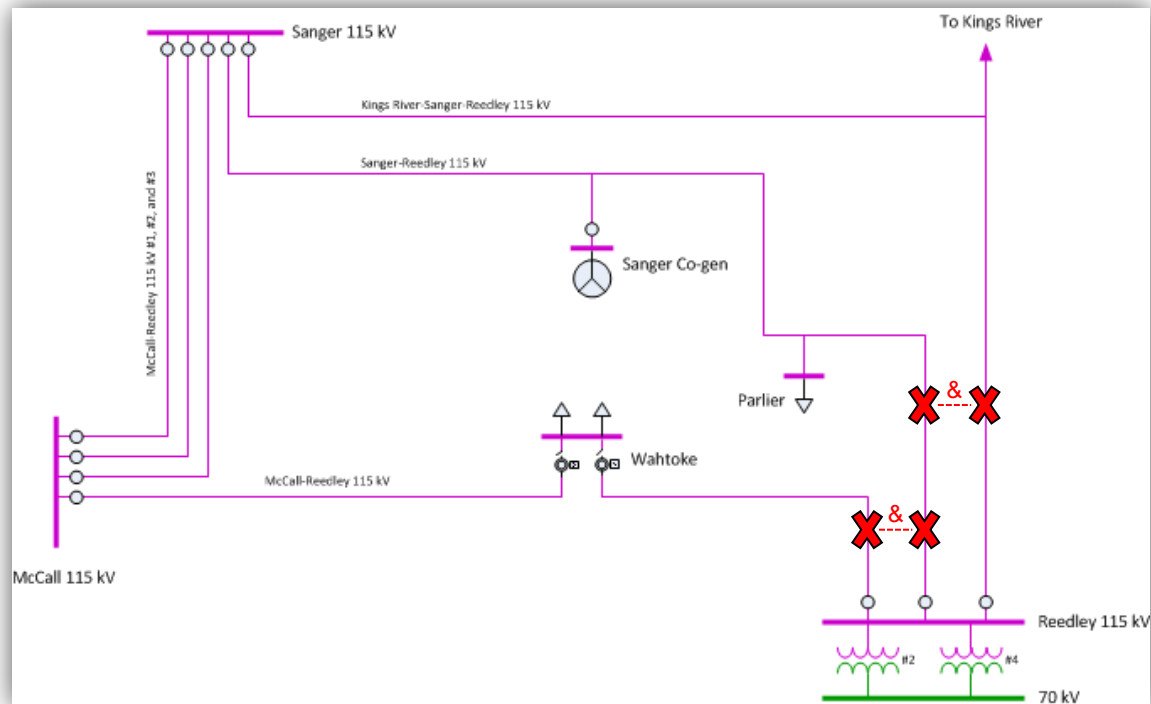 To Kings River
Sanger 115 kV
Kings River-Sanger-Reedley 115 kV
Sanger-Reedley 115 kV
McCall-Reedley 115 kV #1, #2, and #3
Sanger Co-gen
&
Parlier
Wahtoke
McCall-Reedley 115 kV
&
McCall 115 kV
Reedley 115 kV
#2
#4
70 kV